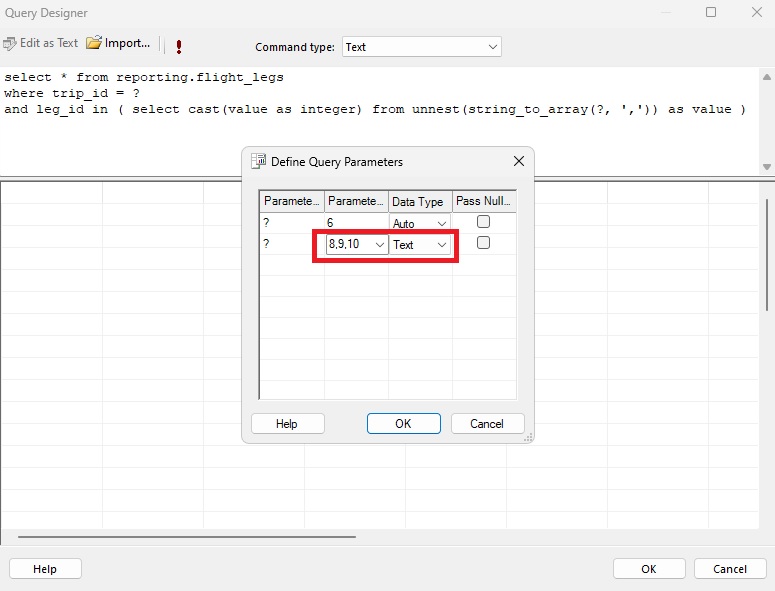 Query Designer
Edit as Text Import... Command type: Text
select * from reporting.flight_legs
where trip_id = ?
and leg_id in ( select cast(value as integer) from unnest(string_to_array(?, ',')) as value )
Define Query Parameters
Paramete... Paramete... Data Type Pass Null...
? 6 Auto
? 8,9,10 Text
Help OK Cancel
Help OK Cancel